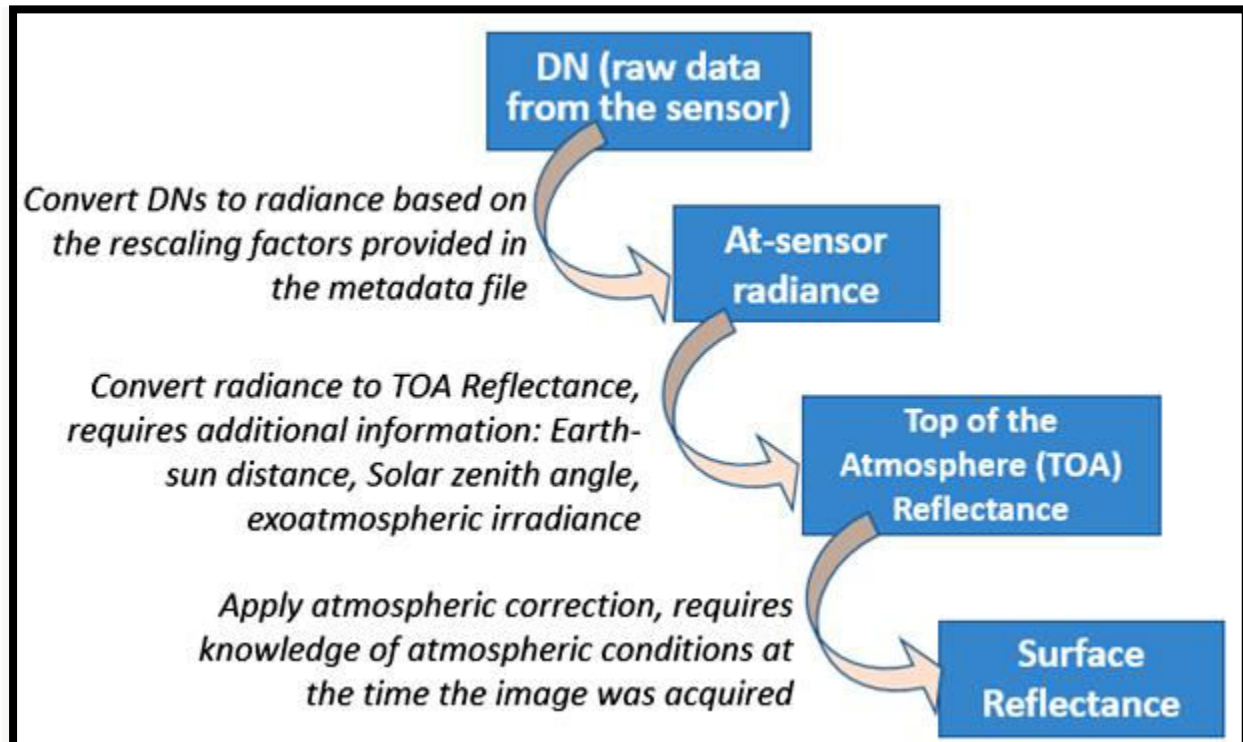 DN (raw data
from the sensor)
Convert DNs to radiance based on
the rescaling factors provided in
the metadata file
At-sensor
radiance
Convert radiance to TOA Reflectance,
requires additional information: Earth-
sun distance, Solar zenith angle,
exoatmospheric irradiance
Top of the
Atmosphere (TOA)
Reflectance
Apply atmospheric correction, requires
knowledge of atmospheric conditions at
the time the image was acquired
Surface
Reflectance